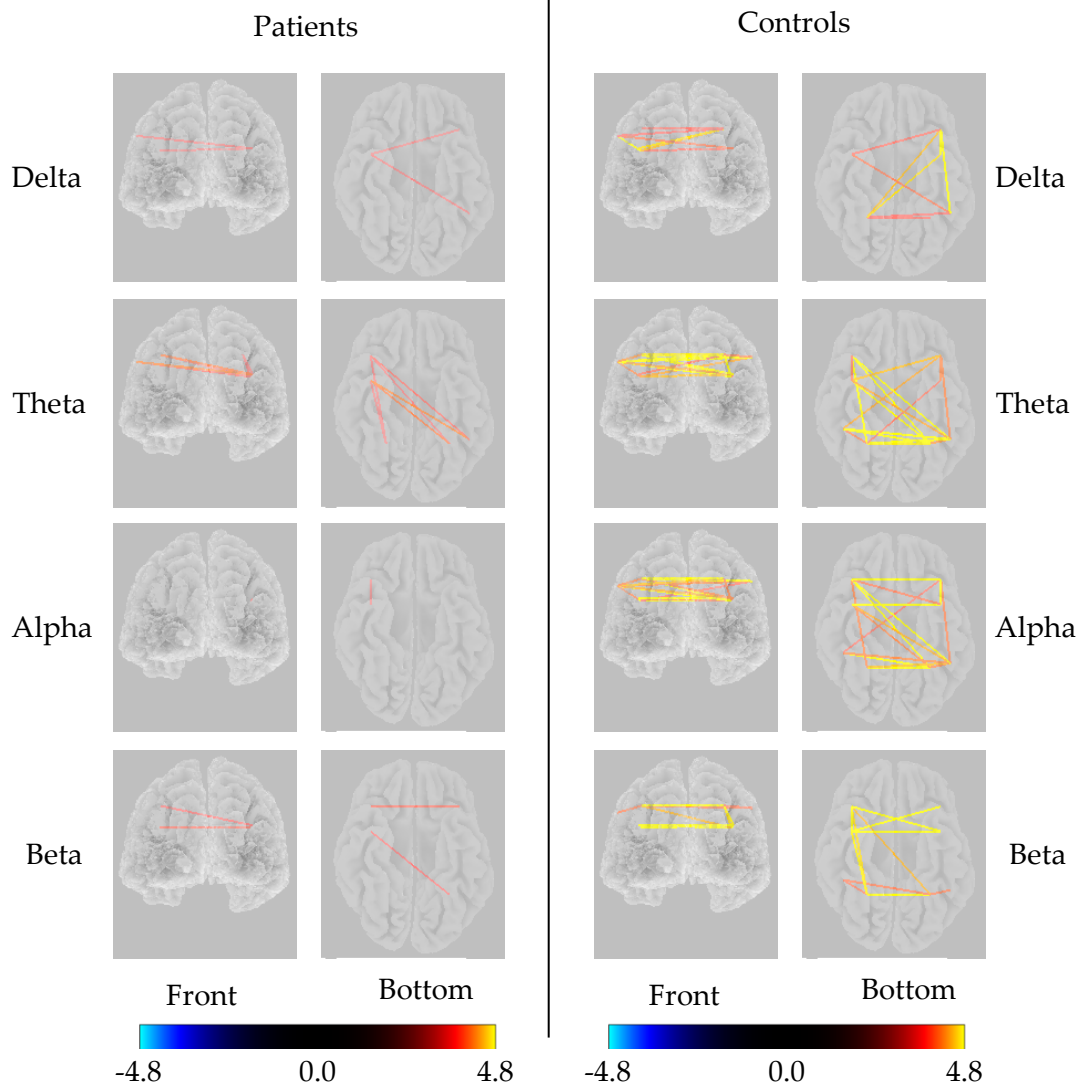 Patients
Controls
Delta
Delta
Theta
Theta
Alpha
Alpha
Beta
Beta
Front
Bottom
Front
Bottom
-4.8
0.0
4.8
-4.8
0.0
4.8